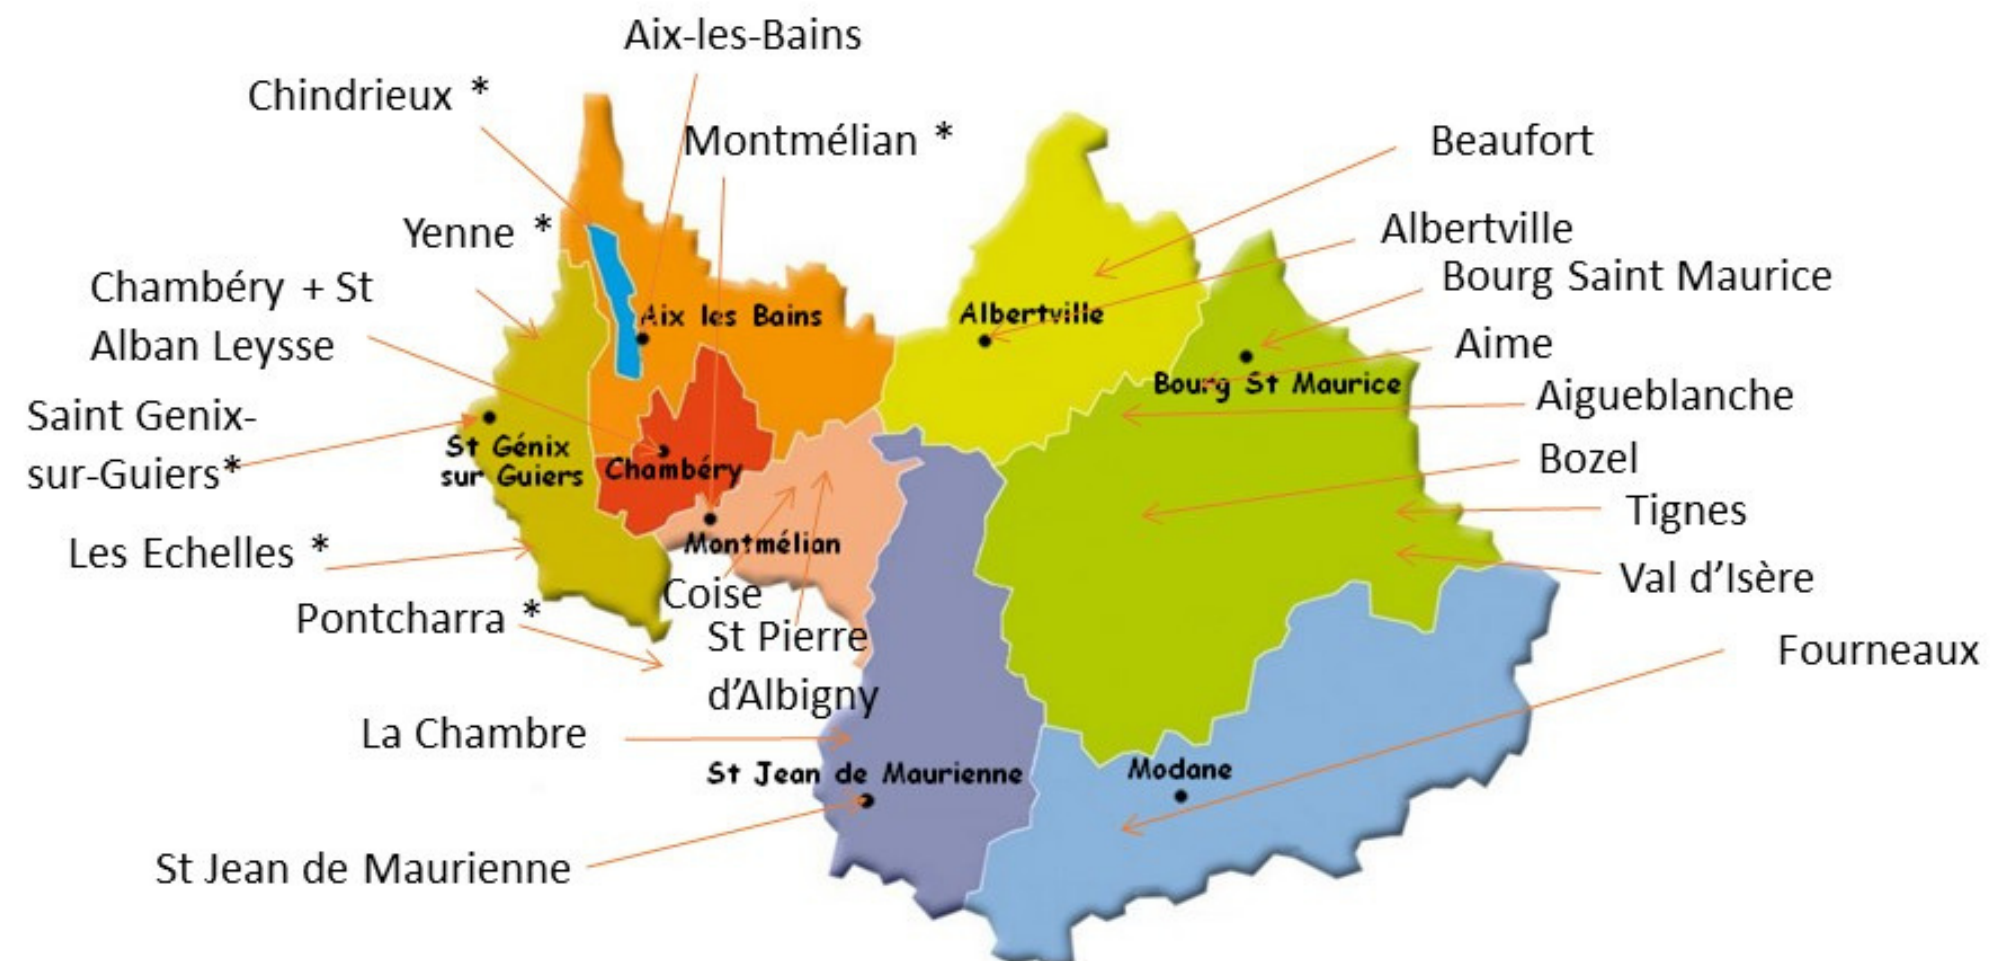 Aix-les-Bains
Chindrieux *
Montmélian *
Beaufort
Yenne *
Albertville
Bourg Saint Maurice
Chambéry + St
Alban Leysse
Aix les Bains
Albertville
Aime
Bourg St Maurice
Aigueblanche
Saint Genix-
sur-Guiers*
St Génix
sur Guiers
Chambéry
Bozel
Tignes
Les Echelles *
Montmélian
Val d’Isère
Coise
Pontcharra *
St Pierre
d’Albigny
Fourneaux
La Chambre
St Jean de Maurienne
Modane
St Jean de Maurienne